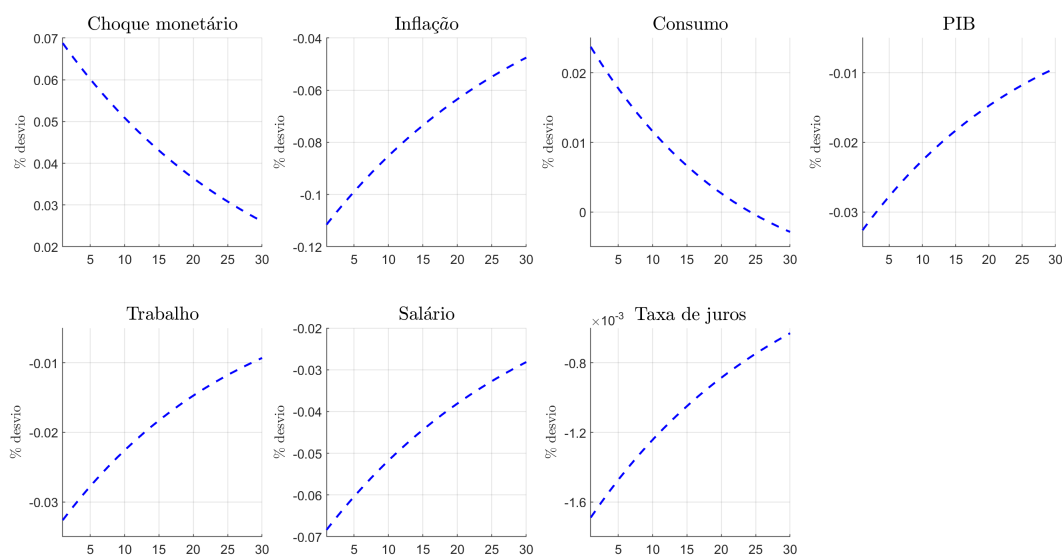 Choque monetário
% desvio
0.07
0.06
0.05
0.04
0.03
0.02
5 10 15 20 25 30
Inflação
% desvio
-0.04
-0.06
-0.08
-0.1
-0.12
5 10 15 20 25 30
Consumo
% desvio
0.02
0.01
0
5 10 15 20 25 30
PIB
% desvio
-0.01
-0.02
-0.03
5 10 15 20 25 30
Trabalho
% desvio
-0.01
-0.02
-0.03
5 10 15 20 25 30
Salário
% desvio
-0.02
-0.03
-0.04
-0.05
-0.06
-0.07
5 10 15 20 25 30
Taxa de juros
×10⁻³
% desvio
-0.8
-1.2
-1.6
5 10 15 20 25 30